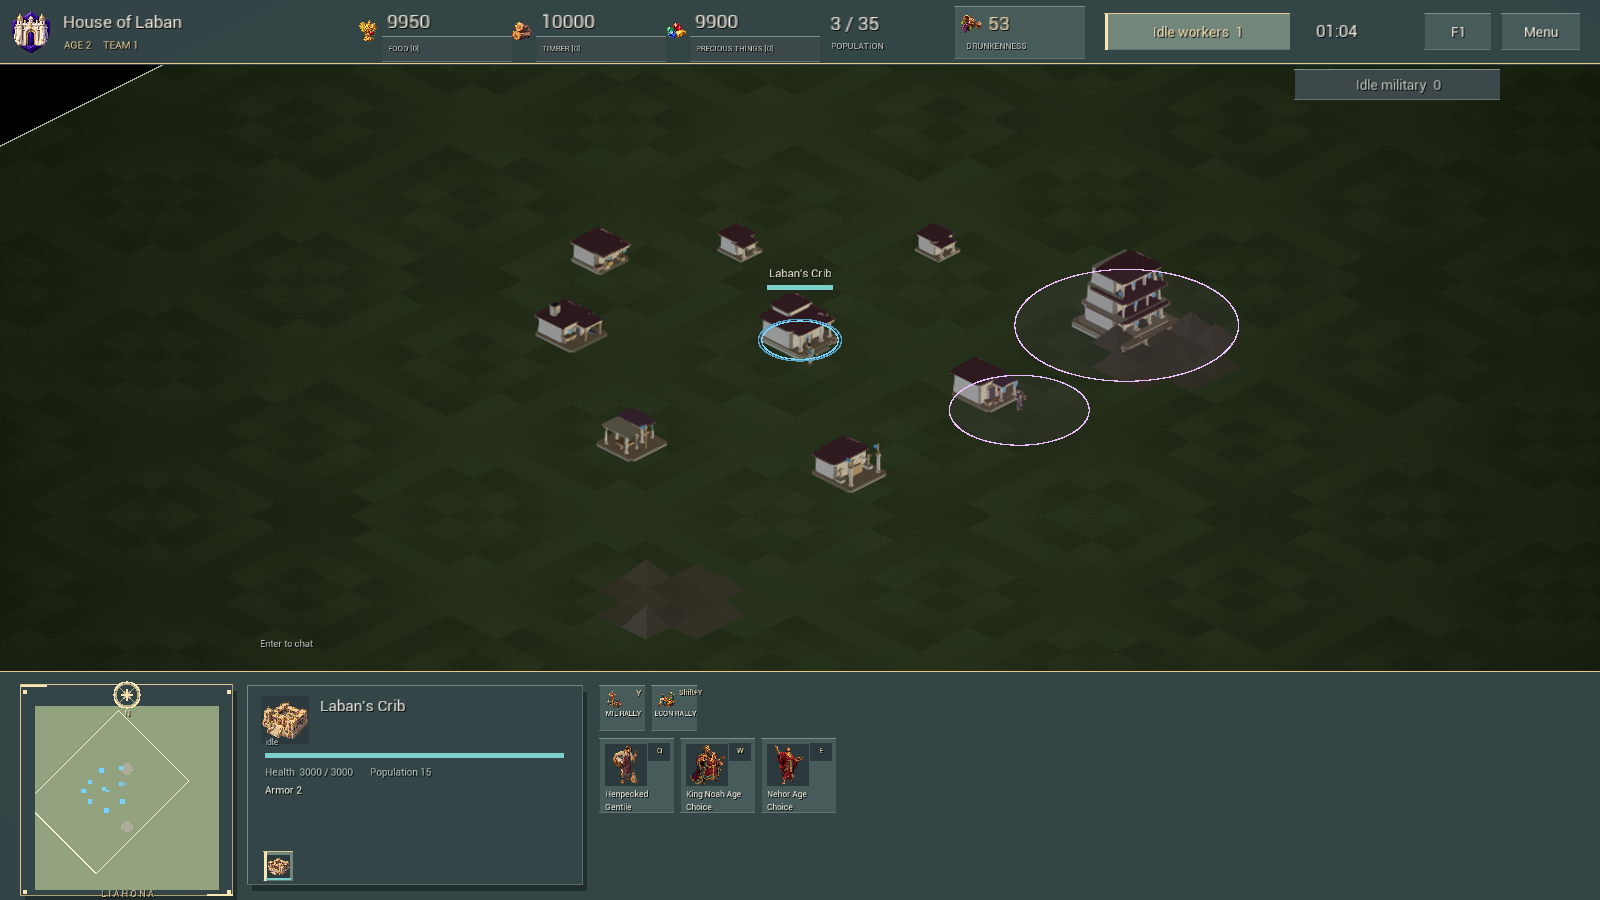 House of Laban
AGE 2 TEAM 1
9950
FOOD [0]
10000
TIMBER [0]
9900
PRECIOUS THINGS [0]
3 / 35
POPULATION
53
DRUNKENNESS
Idle workers 1
01:04
F1
Menu
Idle military 0
Laban's Crib
Enter to chat
N
LIAHONA
Laban's Crib
idle
Health 3000 / 3000 Population 15
Armor 2
Y
MIL RALLY
Shift+Y
ECON RALLY
Q
Henpecked
Gentile
W
King Noah Age
Choice
E
Nehor Age
Choice